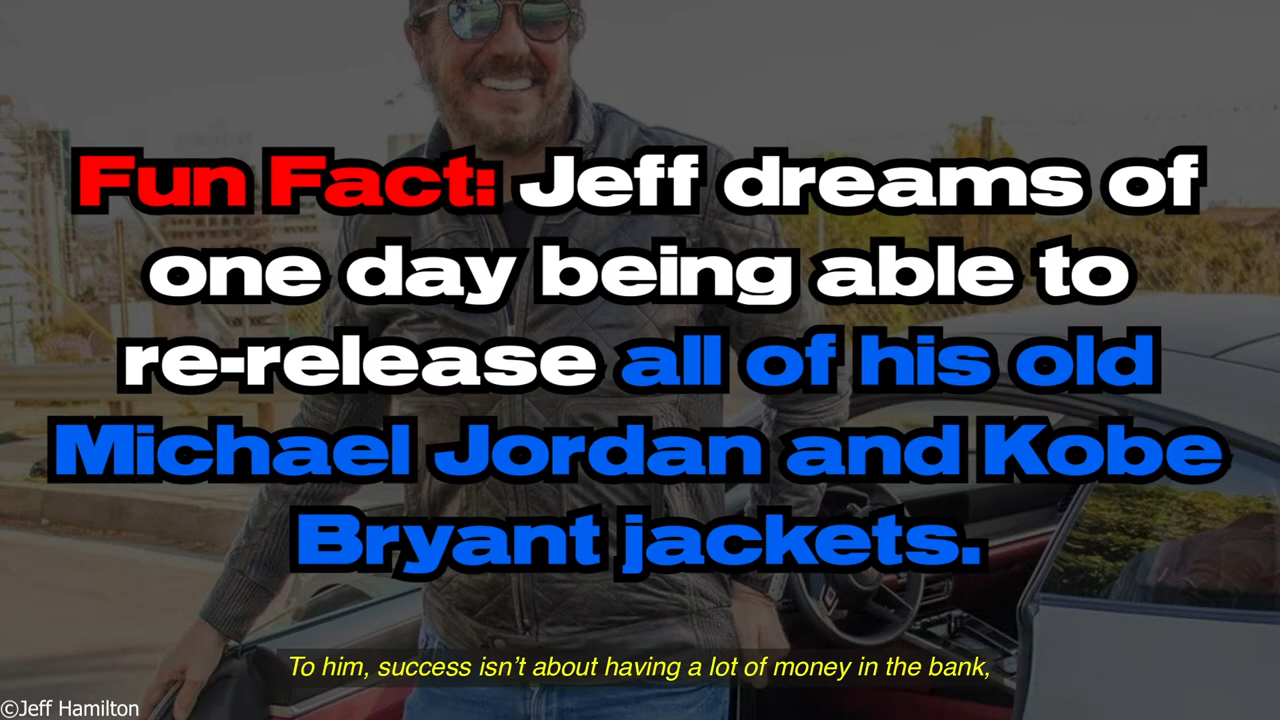 Fun Fact: Jeff dreams of
one day being able to
re-release all of his old
Michael Jordan and Kobe
Bryant jackets.
To him, success isn't about having a lot of money in the bank,
©Jeff Hamilton